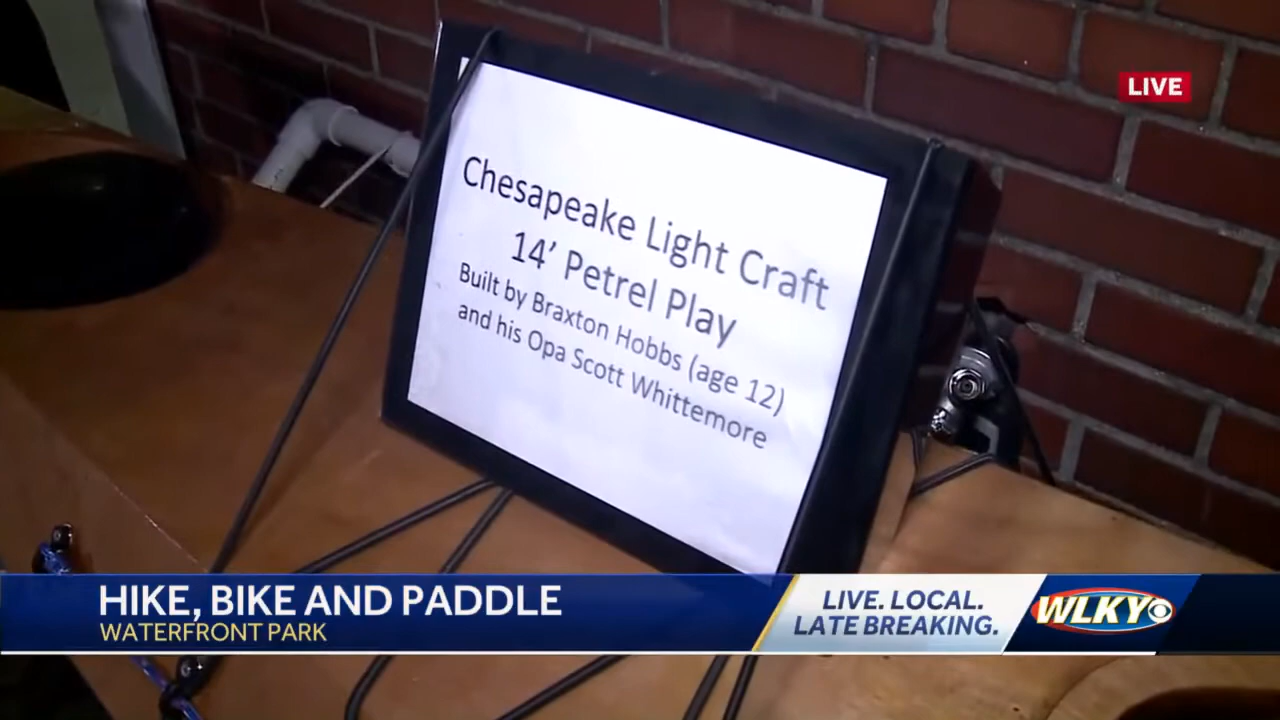 LIVE
Chesapeake Light Craft
14’ Petrel Play
Built by Braxton Hobbs (age 12)
and his Opa Scott Whittemore
HIKE, BIKE AND PADDLE
WATERFRONT PARK
LIVE. LOCAL.
LATE BREAKING.
WLKY